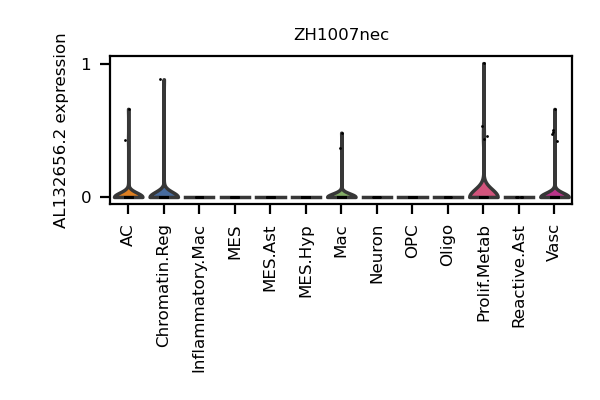 ZH1007nec
AL132656.2 expression
1
0
AC
Chromatin.Reg
Inflammatory.Mac
MES
MES.Ast
MES.Hyp
Mac
Neuron
OPC
Oligo
Prolif.Metab
Reactive.Ast
Vasc